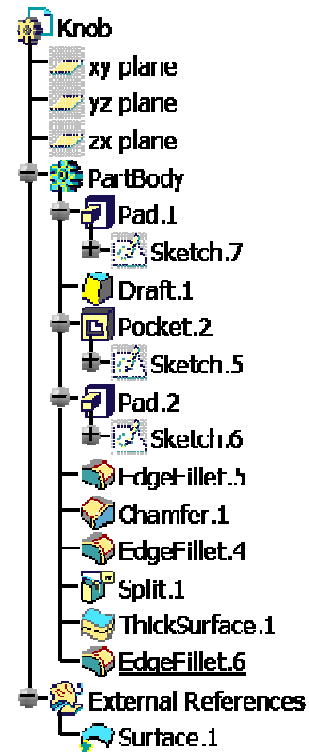 Knob
xy plane
yz plane
zx plane
PartBody
Pad.1
Sketch.7
Draft.1
Pocket.2
Sketch.5
Pad.2
Sketch.6
EdgeFillet.5
Chamfer.1
EdgeFillet.4
Split.1
ThickSurface.1
EdgeFillet.6
External References
Surface.1